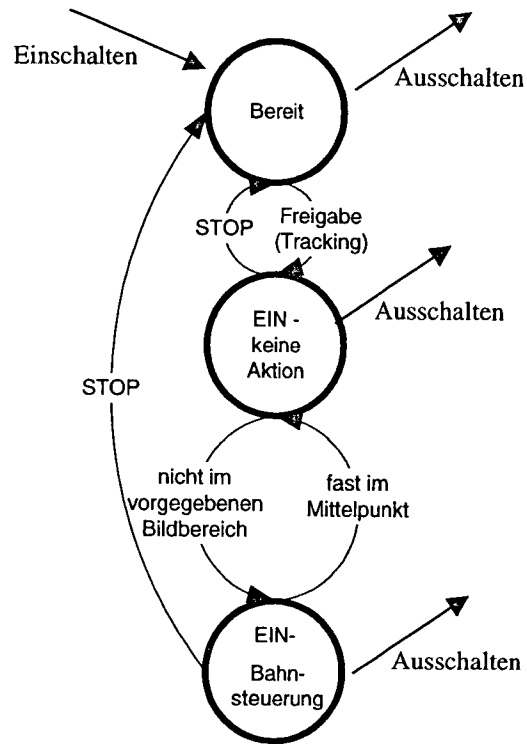 Einschalten
Ausschalten
Bereit
STOP
Freigabe
(Tracking)
Ausschalten
EIN -
keine
Aktion
STOP
nicht im
vorgegebenen
Bildbereich
fast im
Mittelpunkt
EIN-
Bahn-
steuerung
Ausschalten